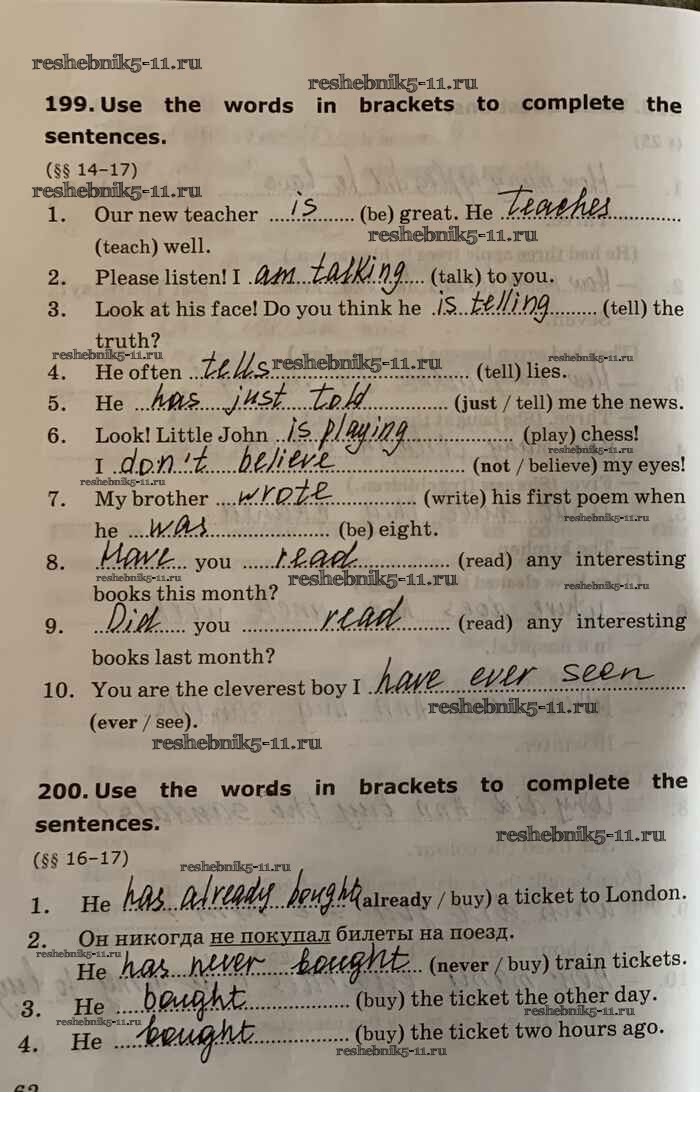 reshebnik5-11.ru
reshebnik5-11.ru
199. Use the words in brackets to complete the
sentences.
(§§ 14–17)
reshebnik5-11.ru
1. Our new teacher ....is........ (be) great. He teaches
reshebnik5-11.ru
(teach) well.
2. Please listen! I am talking (talk) to you.
3. Look at his face! Do you think he is telling (tell) the
truth?
reshebnik5-11.ru reshebnik5-11.ru reshebnik5-11.ru
4. He often tells (tell) lies.
5. He has just told (just / tell) me the news.
6. Look! Little John is playing (play) chess!
reshebnik5-11.ru
I don't believe (not / believe) my eyes!
reshebnik5-11.ru
7. My brother wrote (write) his first poem when
reshebnik5-11.ru
he was (be) eight.
8. Have you read (read) any interesting
reshebnik5-11.ru reshebnik5-11.ru reshebnik5-11.ru
books this month?
9. Did you read (read) any interesting
books last month?
10. You are the cleverest boy I have ever seen
reshebnik5-11.ru
(ever / see).
reshebnik5-11.ru
200. Use the words in brackets to complete the
sentences.
reshebnik5-11.ru
(§§ 16–17)
reshebnik5-11.ru
1. He has already bought (already / buy) a ticket to London.
2. Он никогда не покупал билеты на поезд.
reshebnik5-11.ru
He has never bought (never / buy) train tickets.
3. He bought (buy) the ticket the other day.
reshebnik5-11.ru reshebnik5-11.ru
4. He bought (buy) the ticket two hours ago.
reshebnik5-11.ru